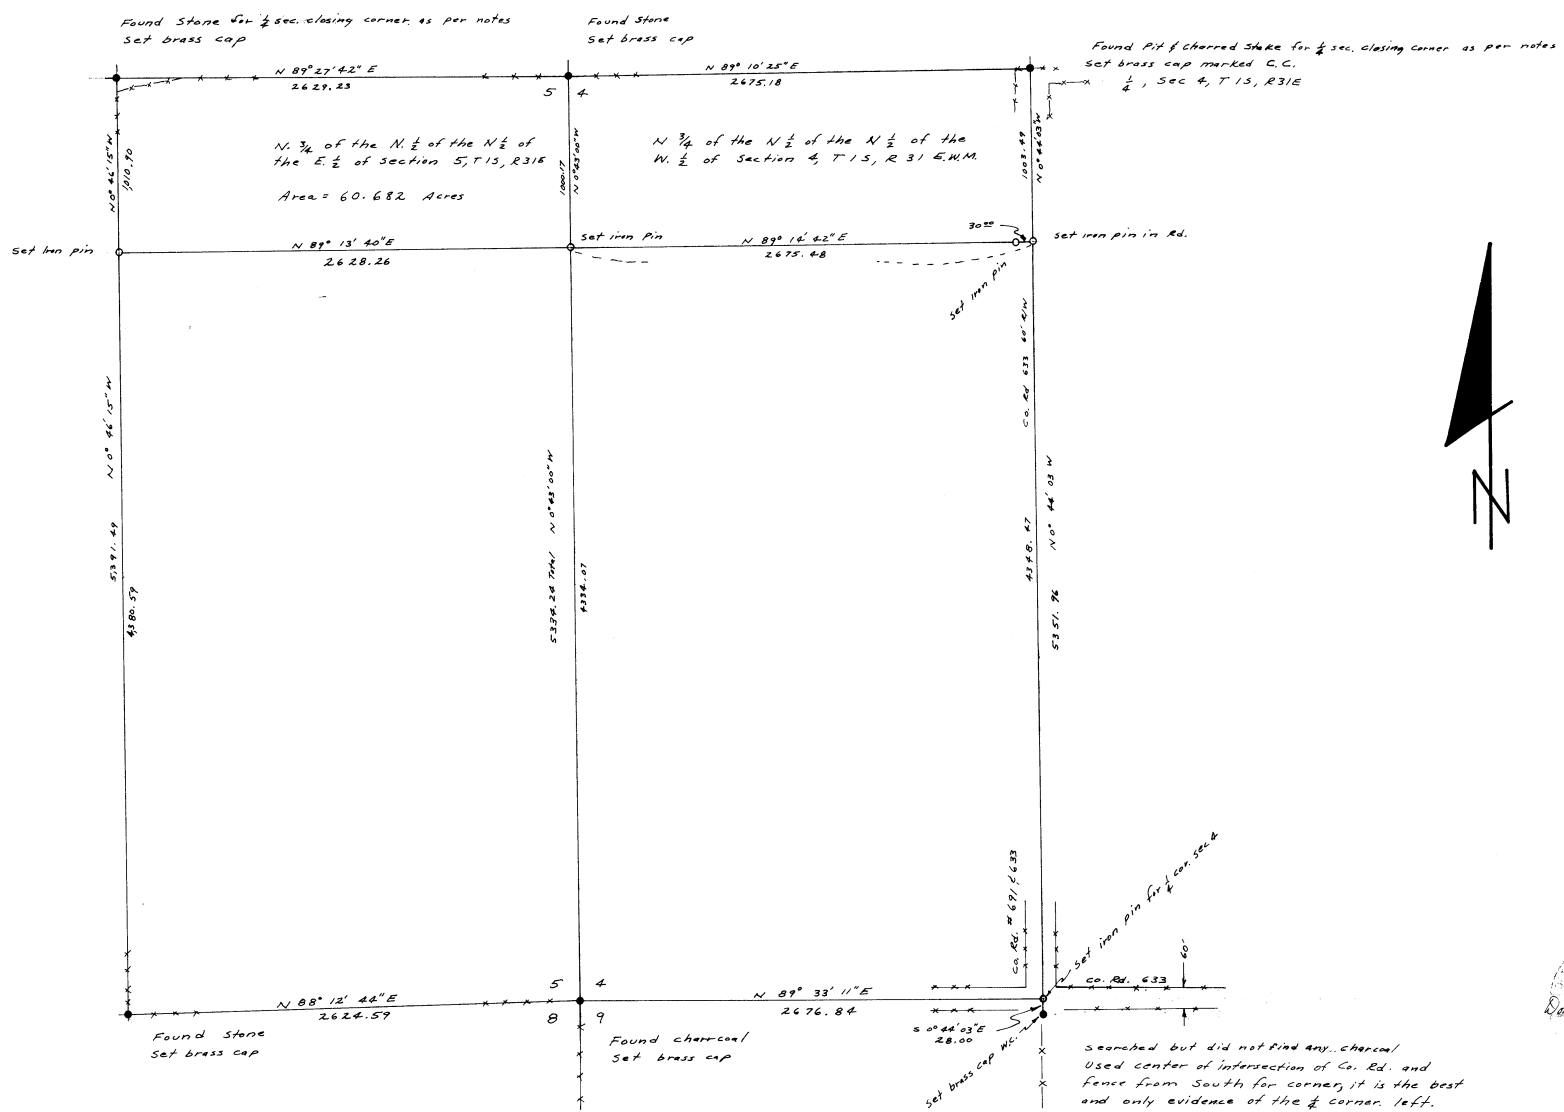 Found Stone for 1/4 sec. closing corner as per notes
Set brass cap
Found Stone
Set brass cap
Found Pit & Charred Stake for 1/4 sec. closing corner as per notes
Set brass cap marked C.C.
1/4, Sec 4, T 1S, R31E
N 89° 27' 42" E
2629.23
N 89° 10' 25" E
2675.18
5 4
N 0° 46' 15" W
1,010.90
N. 3/4 of the N. 1/2 of the N 1/2 of
the E. 1/2 of Section 5, T 1S, R31E
Area = 60.682 Acres
1000.17
N 0° 43' 00" W
N 3/4 of the N 1/2 of the N 1/2 of the
W. 1/2 of Section 4, T 1S, R 31 E.W.M.
1003.49
N 0° 44' 03" W
Set Iron pin
N 89° 13' 40" E
2628.26
Set iron Pin
N 89° 14' 42" E
2675.48
30.00
Set iron pin in Rd.
Set Iron pin
Co. Rd 633 60' R/W
N 0° 46' 15" W
5,391.49
4,380.59
5334.24 Total N 0° 43' 00" W
4334.07
4348.47
N 0° 44' 03 W
5351.96
N
Co. Rd. # 691 & 633
Set iron pin for 1/4 cor. Sec 4
60'
Co. Rd. 633
5 4
8 9
N 88° 12' 44" E
2624.59
N 89° 33' 11" E
2676.84
S 0° 44' 03" E
28.00
Set brass cap W.C.
Found Stone
Set brass cap
Found charcoal
Set brass cap
Searched but did not find any charcoal
Used center of intersection of Co. Rd. and
fence from South for corner, it is the best
and only evidence of the 1/4 corner left.